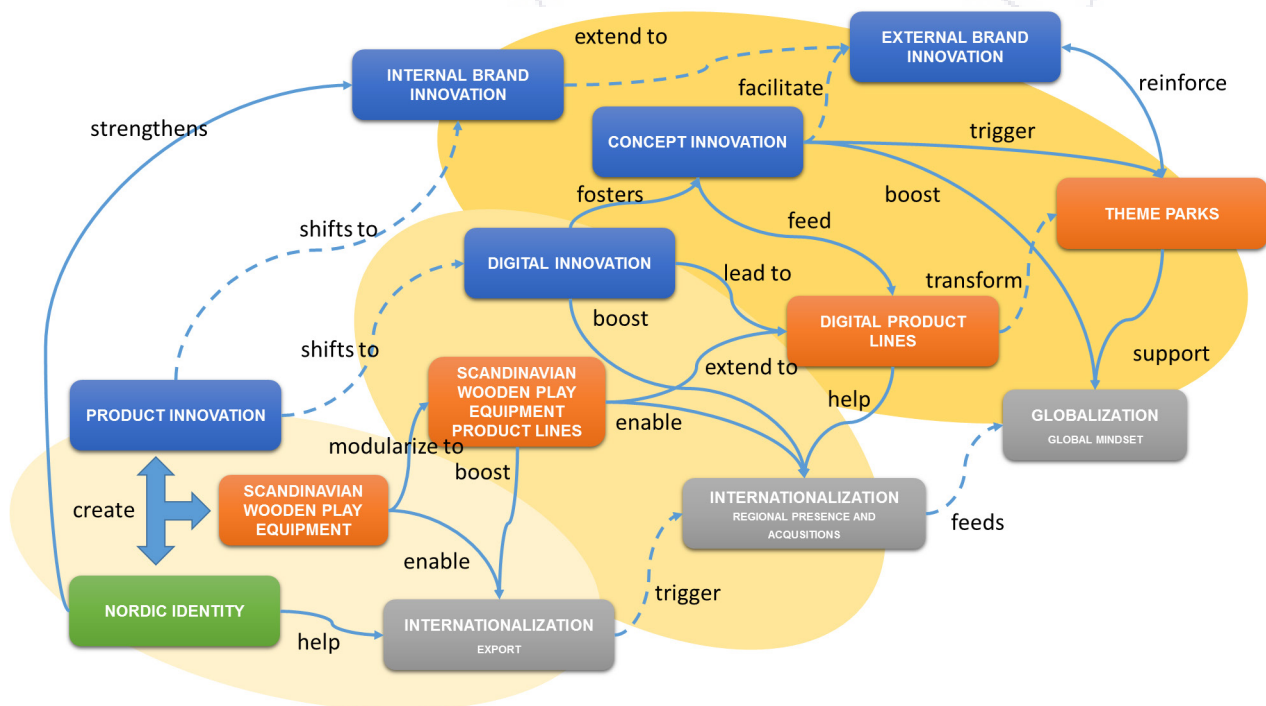 extend to
EXTERNAL BRAND
INNOVATION
INTERNAL BRAND
INNOVATION
facilitate
reinforce
strengthens
CONCEPT INNOVATION
trigger
fosters
boost
THEME PARKS
shifts to
feed
DIGITAL INNOVATION
lead to
transform
boost
DIGITAL PRODUCT
LINES
shifts to
extend to
support
SCANDINAVIAN
WOODEN PLAY
EQUIPMENT
PRODUCT LINES
help
PRODUCT INNOVATION
enable
GLOBALIZATION
GLOBAL MINDSET
modularize to
boost
SCANDINAVIAN
WOODEN PLAY
EQUIPMENT
create
INTERNATIONALIZATION
REGIONAL PRESENCE AND
ACQUSITIONS
feeds
enable
trigger
NORDIC IDENTITY
help
INTERNATIONALIZATION
EXPORT